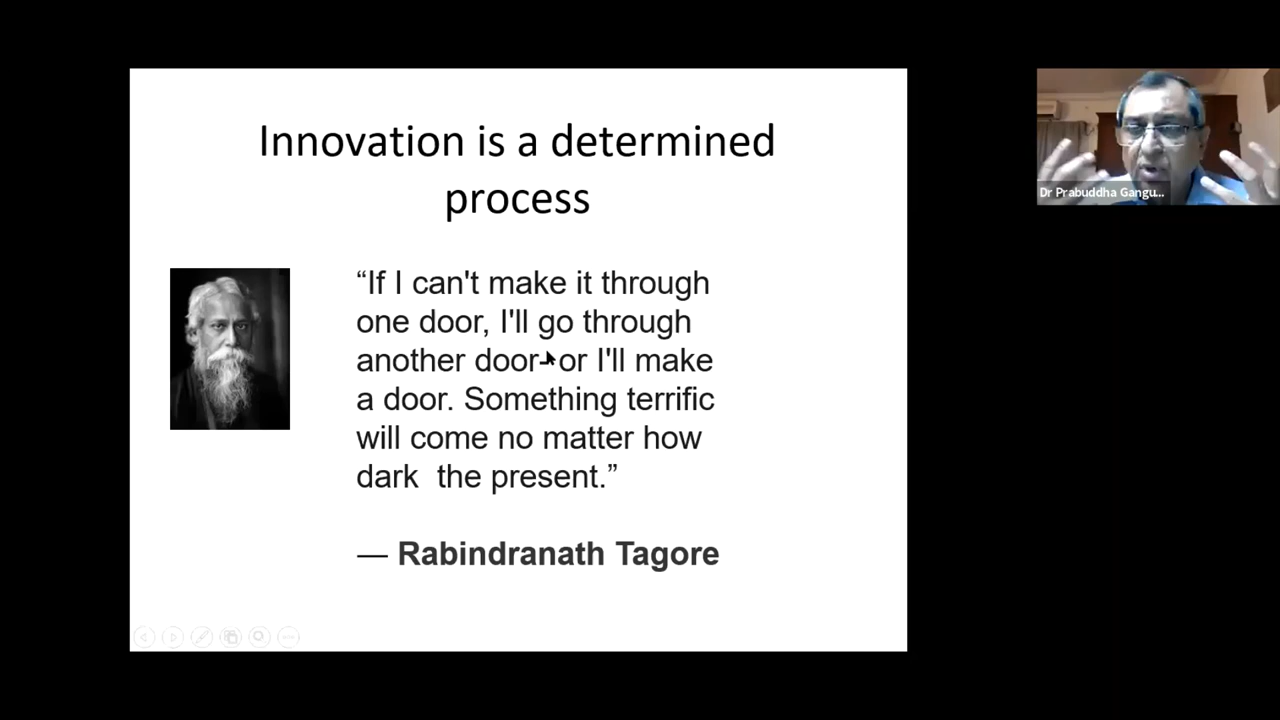 Innovation is a determined
process
“If I can't make it through
one door, I'll go through
another door- or I'll make
a door. Something terrific
will come no matter how
dark  the present.”
— Rabindranath Tagore
Dr Prabuddha Gangu...